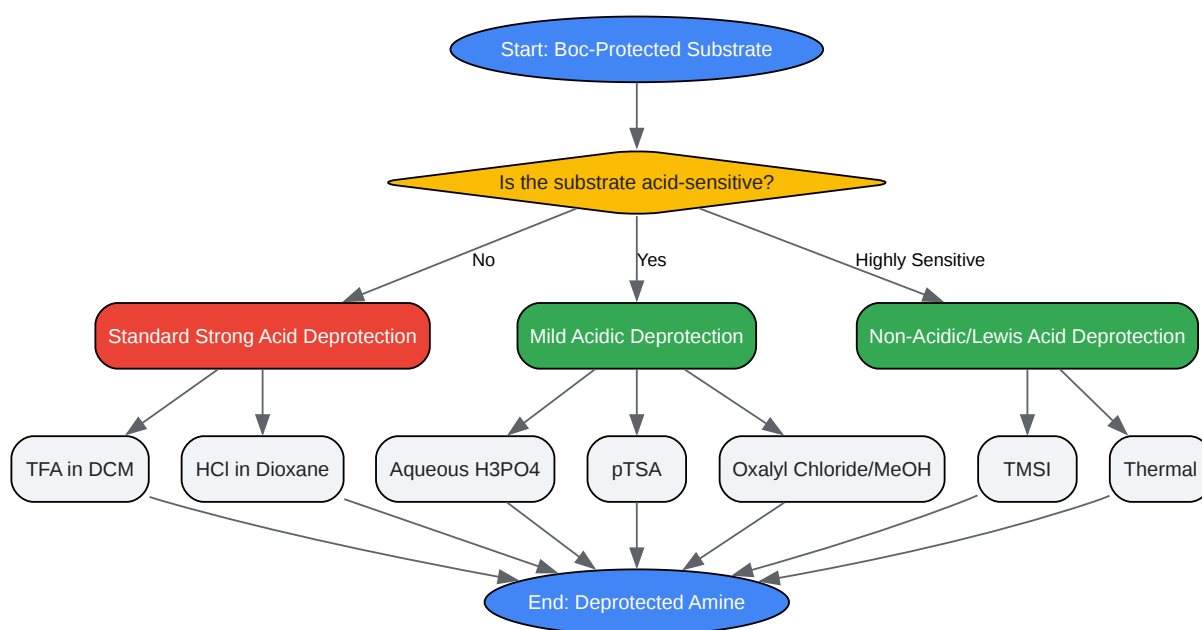 Start: Boc-Protected Substrate
Is the substrate acid-sensitive?
No
Yes
Highly Sensitive
Standard Strong Acid Deprotection
Mild Acidic Deprotection
Non-Acidic/Lewis Acid Deprotection
TFA in DCM
HCl in Dioxane
Aqueous H3PO4
pTSA
Oxalyl Chloride/MeOH
TMSI
Thermal
End: Deprotected Amine